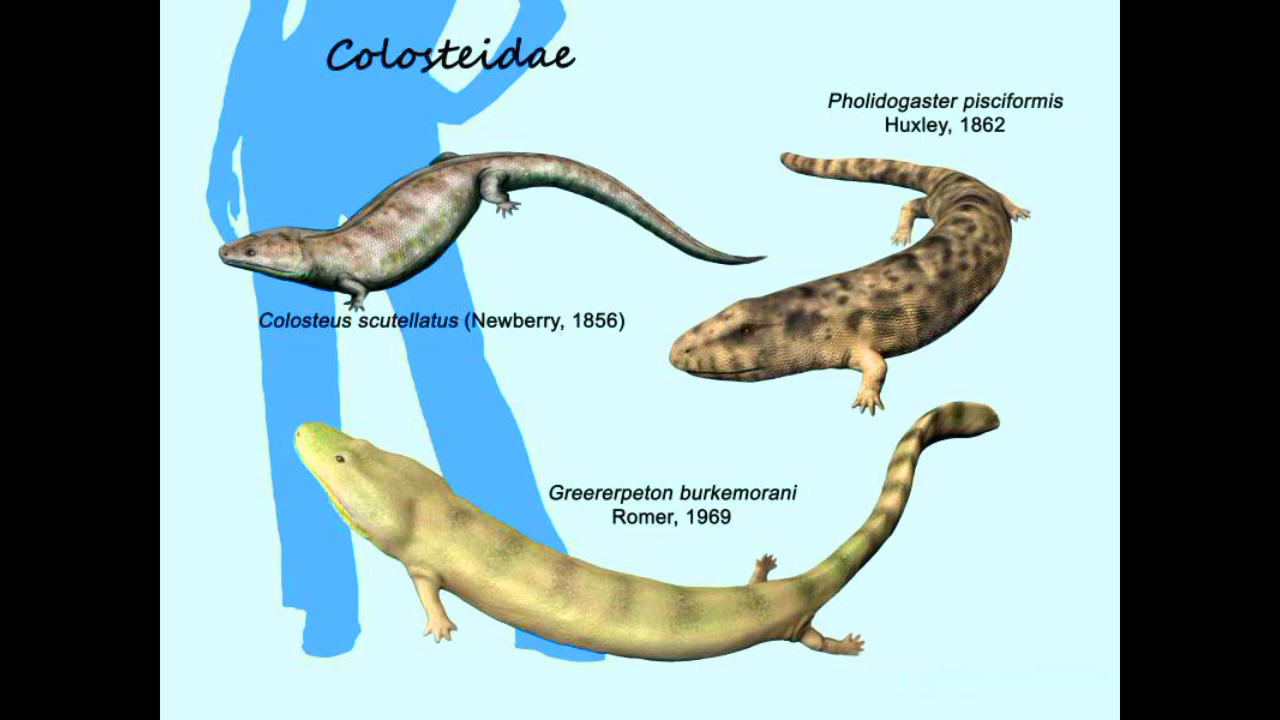 Colosteidae
Pholidogaster pisciformis
Huxley, 1862
Colosteus scutellatus (Newberry, 1856)
Greererpeton burkemorani
Romer, 1969